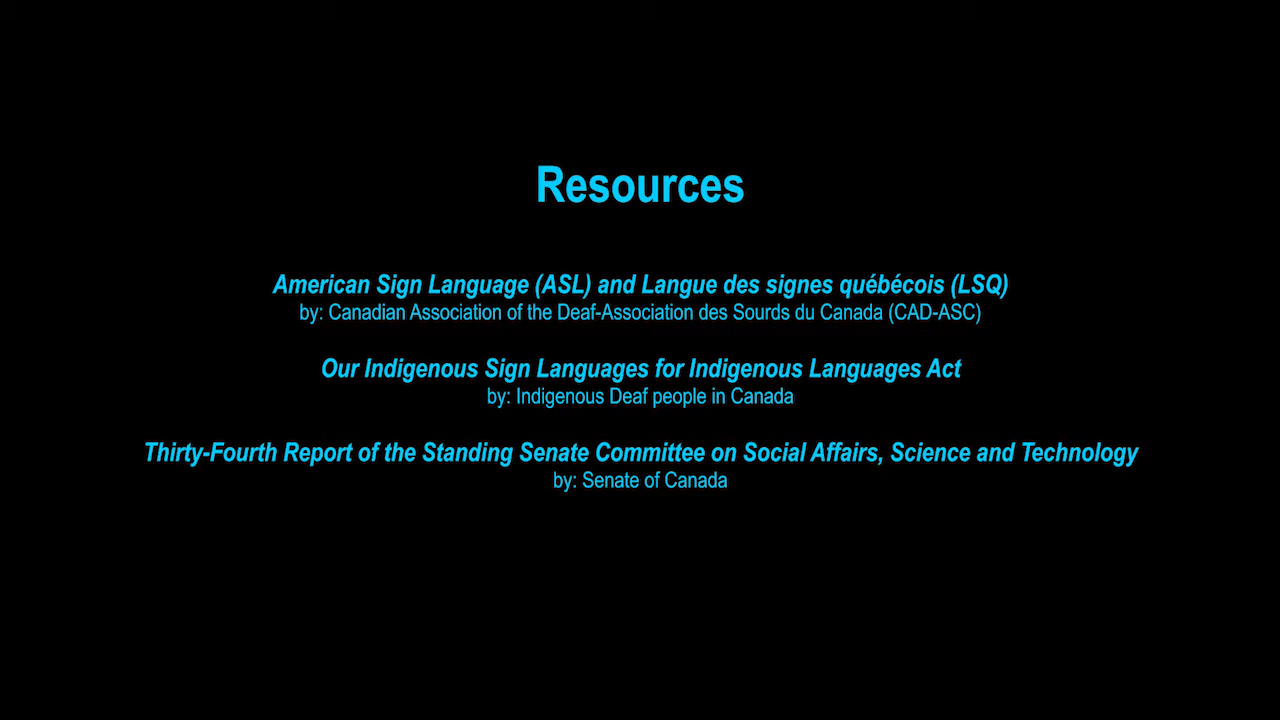 Resources
American Sign Language (ASL) and Langue des signes québécois (LSQ)
by: Canadian Association of the Deaf-Association des Sourds du Canada (CAD-ASC)
Our Indigenous Sign Languages for Indigenous Languages Act
by: Indigenous Deaf people in Canada
Thirty-Fourth Report of the Standing Senate Committee on Social Affairs, Science and Technology
by: Senate of Canada